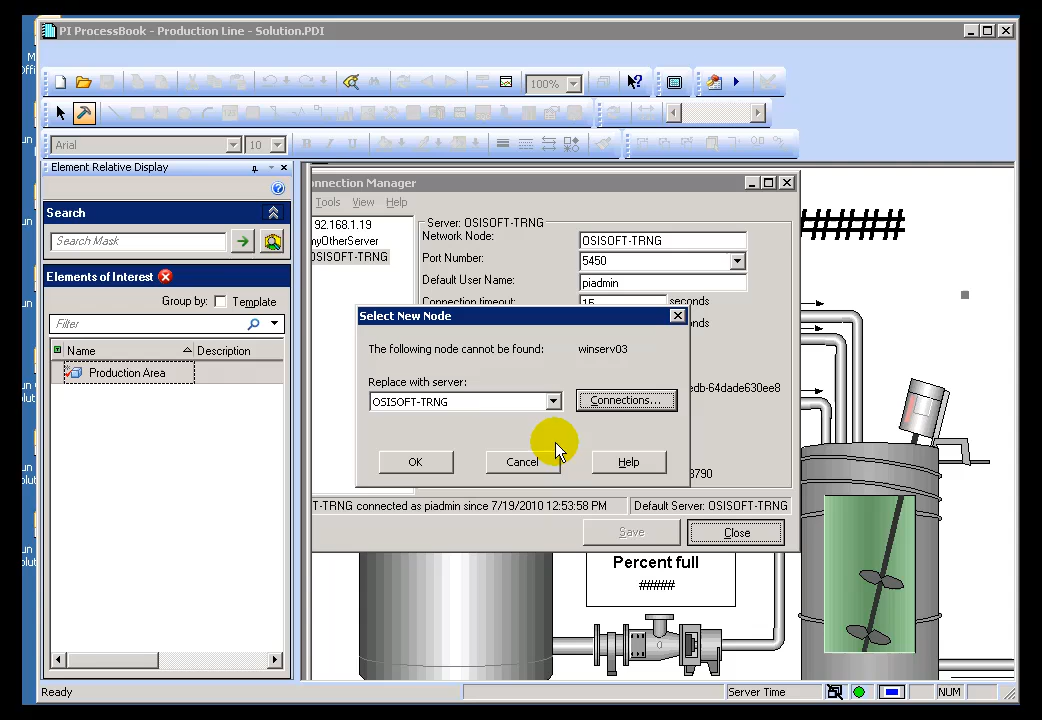 PI ProcessBook - Production Line - Solution.PDI
100%
Arial
10
Element Relative Display
Search
Search Mask
Elements of Interest
Group by:
Template
Filter
Name
Description
Production Area
onnection Manager
Tools View Help
92.168.1.19
myOtherServer
OSISOFT-TRNG
Server: OSISOFT-TRNG
Network Node:
OSISOFT-TRNG
Port Number:
5450
Default User Name:
piadmin
Connection timeout:
15
seconds
onds
edb-64dade630ee8
3790
Select New Node
The following node cannot be found:
winserv03
Replace with server:
OSISOFT-TRNG
Connections...
OK
Cancel
Help
T-TRNG connected as piadmin since 7/19/2010 12:53:58 PM
Default Server: OSISOFT-TRNG
Save
Close
######
Percent full
#####
Ready
Server Time
NUM